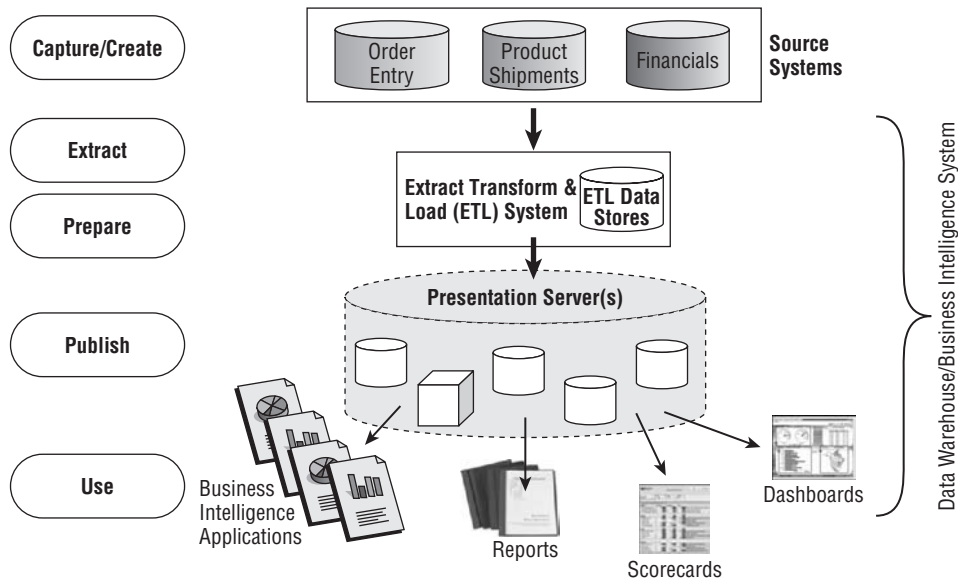 Capture/Create
Order
Entry
Product
Shipments
Financials
Source
Systems
Extract
Prepare
Extract Transform &
Load (ETL) System
ETL Data
Stores
Presentation Server(s)
Publish
Use
Business
Intelligence
Applications
Reports
Scorecards
Dashboards
Data Warehouse/Business Intelligence System